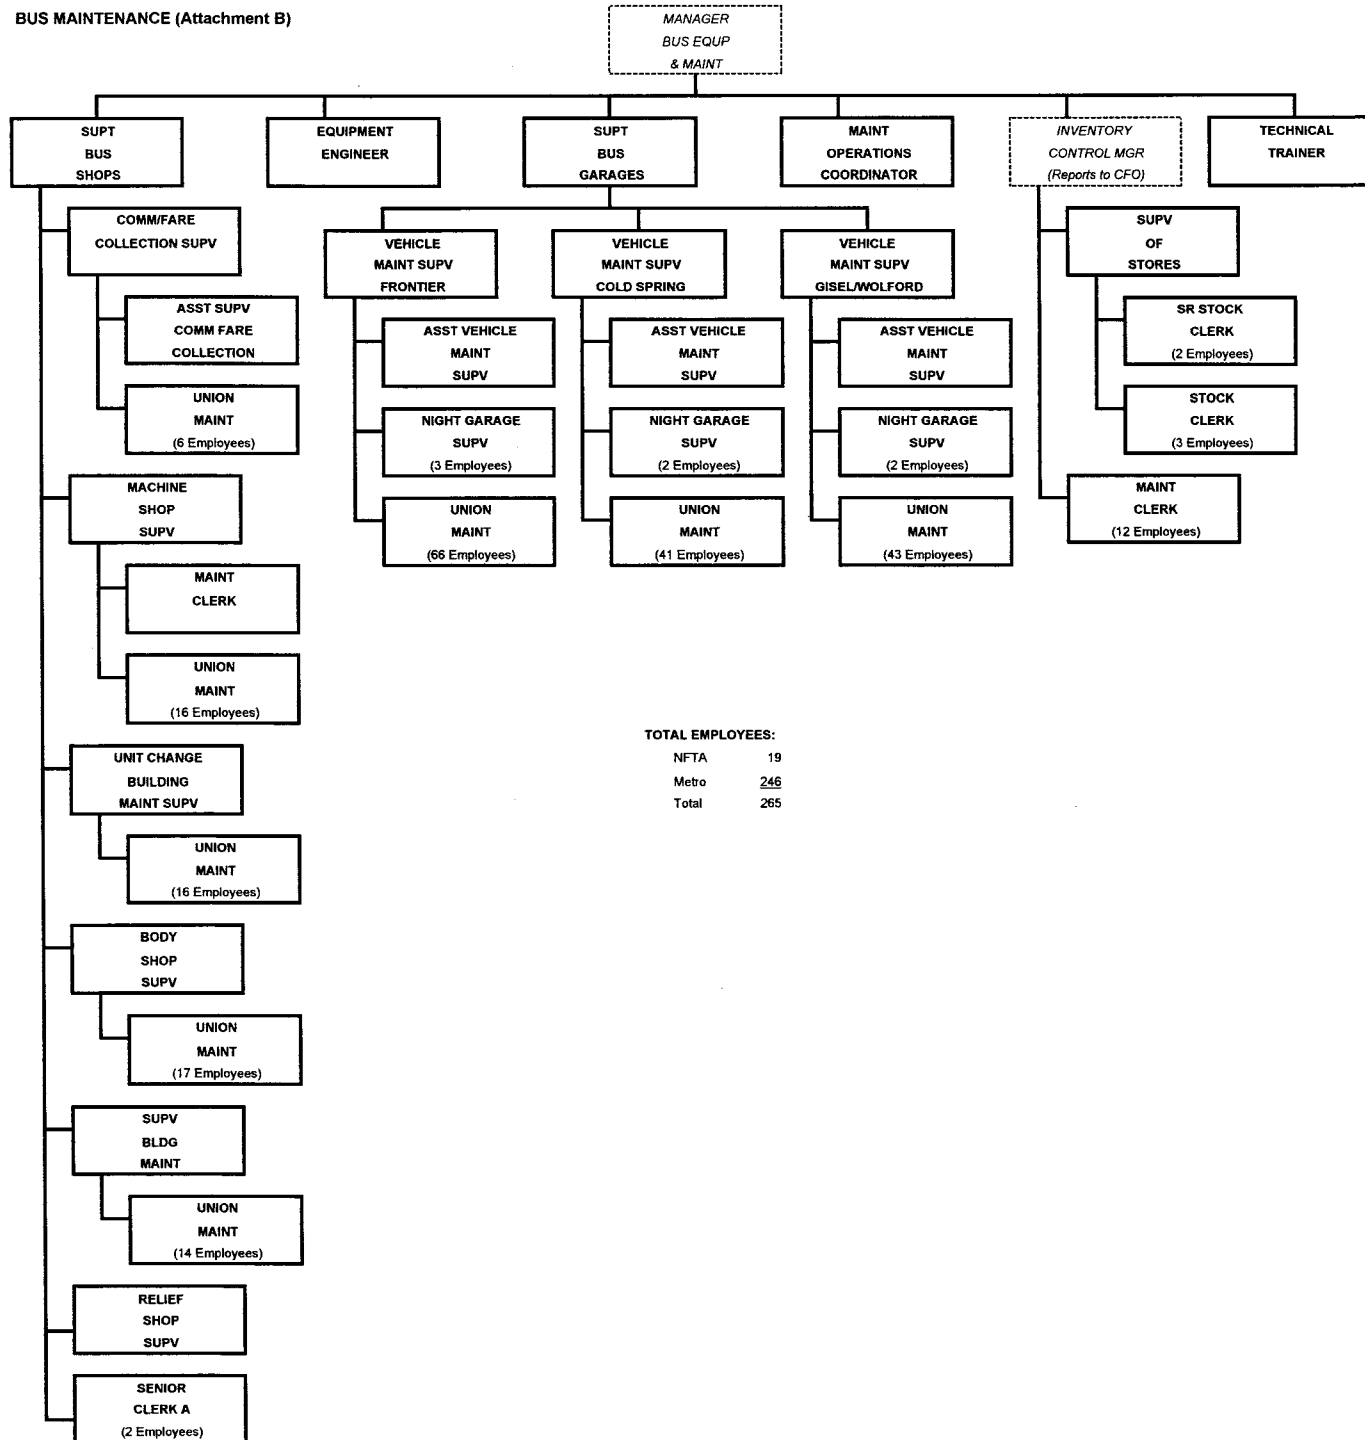 BUS MAINTENANCE (Attachment B)
MANAGER
BUS EQUP
& MAINT
SUPT
BUS
SHOPS
EQUIPMENT
ENGINEER
SUPT
BUS
GARAGES
MAINT
OPERATIONS
COORDINATOR
INVENTORY
CONTROL MGR
(Reports to CFO)
TECHNICAL
TRAINER
COMM/FARE
COLLECTION SUPV
ASST SUPV
COMM FARE
COLLECTION
UNION
MAINT
(6 Employees)
MACHINE
SHOP
SUPV
MAINT
CLERK
UNION
MAINT
(16 Employees)
UNIT CHANGE
BUILDING
MAINT SUPV
UNION
MAINT
(16 Employees)
BODY
SHOP
SUPV
UNION
MAINT
(17 Employees)
SUPV
BLDG
MAINT
UNION
MAINT
(14 Employees)
RELIEF
SHOP
SUPV
SENIOR
CLERK A
(2 Employees)
VEHICLE
MAINT SUPV
FRONTIER
ASST VEHICLE
MAINT
SUPV
NIGHT GARAGE
SUPV
(3 Employees)
UNION
MAINT
(66 Employees)
VEHICLE
MAINT SUPV
COLD SPRING
ASST VEHICLE
MAINT
SUPV
NIGHT GARAGE
SUPV
(2 Employees)
UNION
MAINT
(41 Employees)
VEHICLE
MAINT SUPV
GISEL/WOLFORD
ASST VEHICLE
MAINT
SUPV
NIGHT GARAGE
SUPV
(2 Employees)
UNION
MAINT
(43 Employees)
SUPV
OF
STORES
SR STOCK
CLERK
(2 Employees)
STOCK
CLERK
(3 Employees)
MAINT
CLERK
(12 Employees)
TOTAL EMPLOYEES:
NFTA 19
Metro 246
Total 265